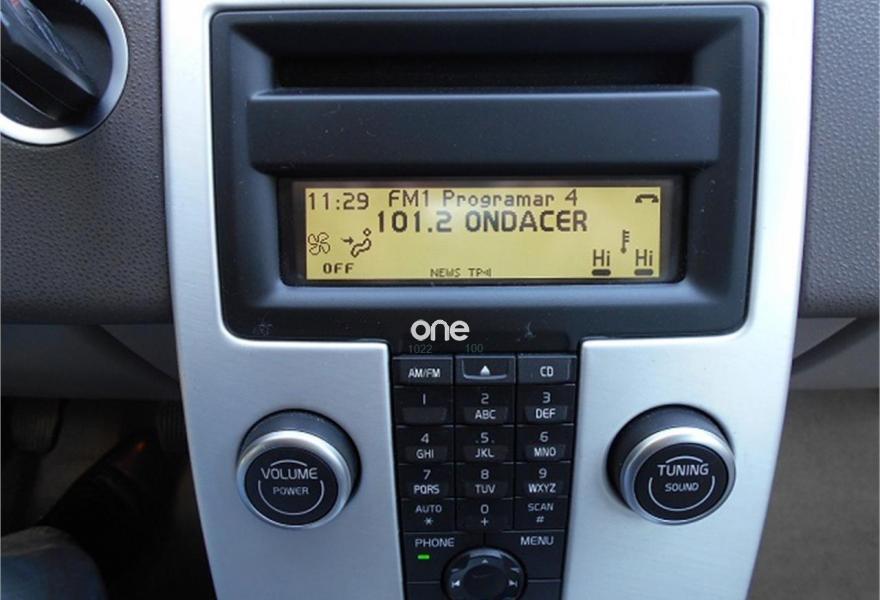 11:29 FM1 Programar 4
101.2 ONDACER
OFF
NEWS TP
Hi Hi
one
1022 100
AM/FM CD
1 2 ABC 3 DEF
4 GHI .5. JKL 6 MNO
7 PQRS 8 TUV 9 WXYZ
AUTO * 0 + SCAN #
PHONE MENU
VOLUME
POWER
TUNING
SOUND